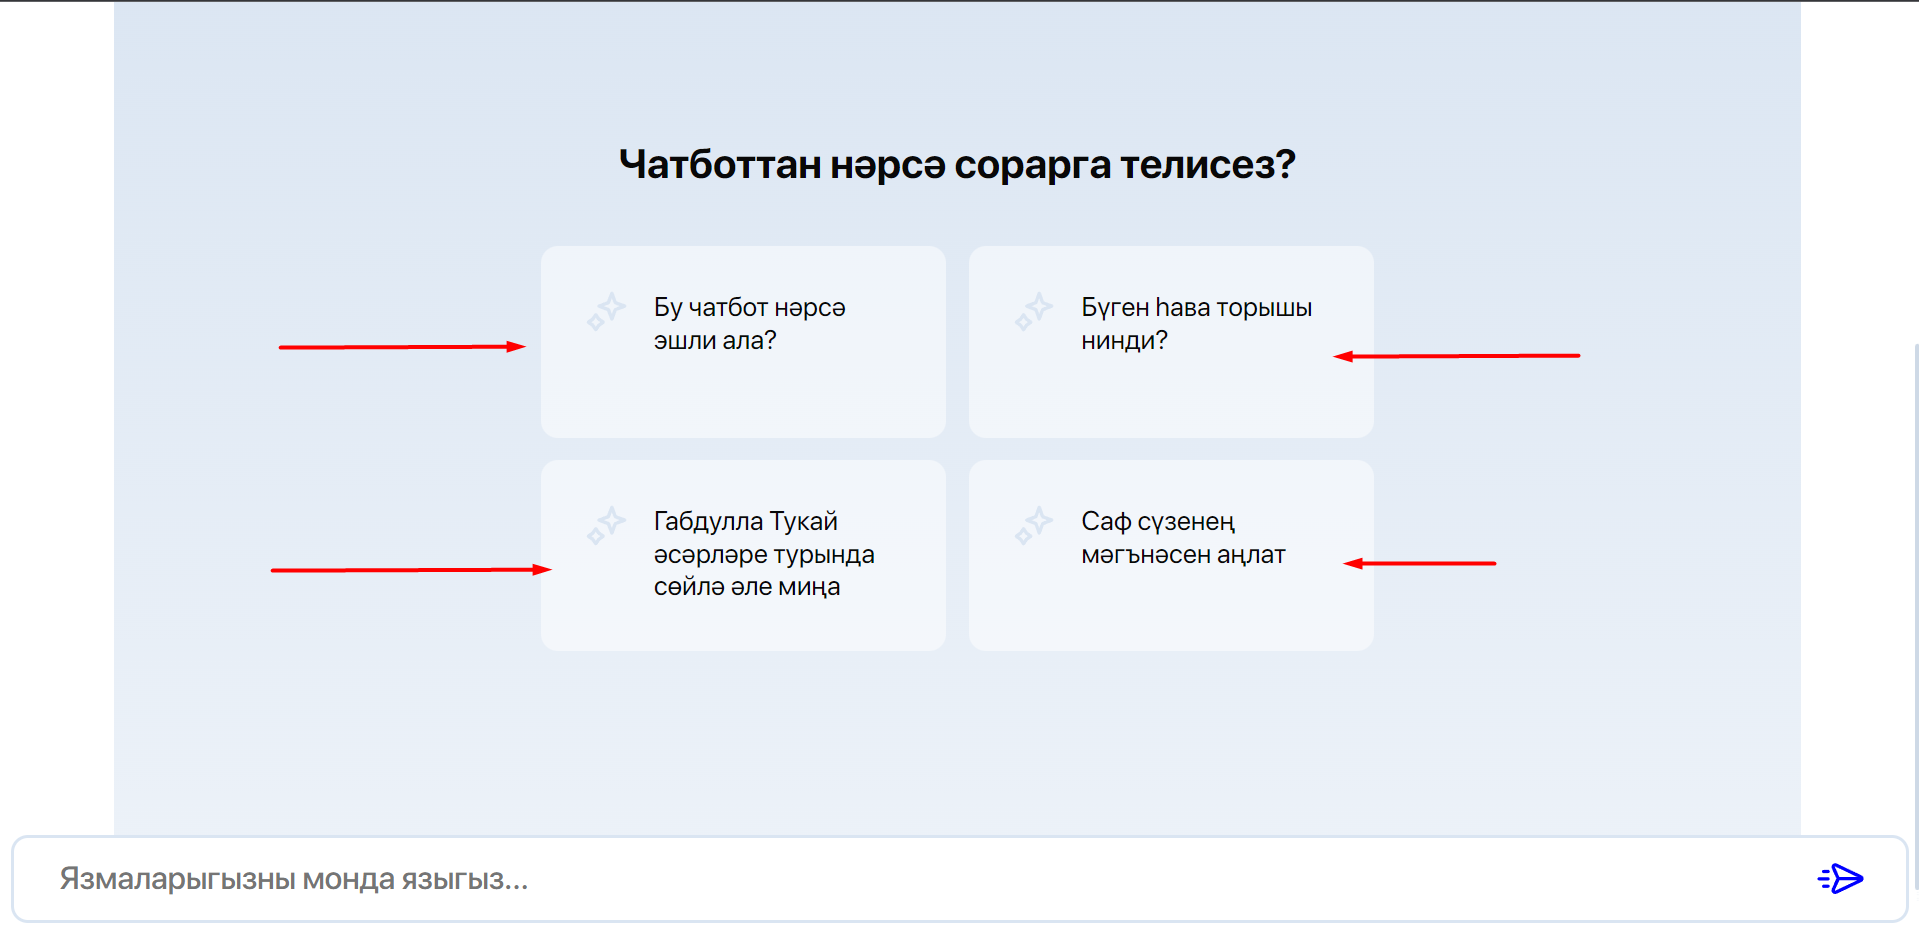 Чатботтан нәрсә сорарга телисез?
Бу чатбот нәрсә
эшли ала?
Бүген һава торышы
нинди?
Габдулла Тукай
әсәрләре турында
сөйлә әле миңа
Саф сүзенең
мәгънәсен аңлат
Язмаларыгызны монда языгыз...